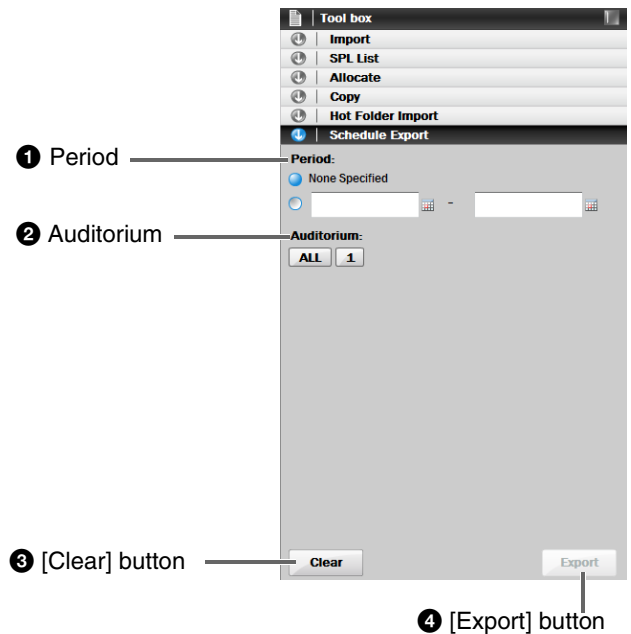 Tool box
Import
SPL List
Allocate
Copy
Hot Folder Import
Schedule Export
❶ Period
Period:
None Specified
-
❷ Auditorium
Auditorium:
ALL 1
❸ [Clear] button
Clear Export
❹ [Export] button